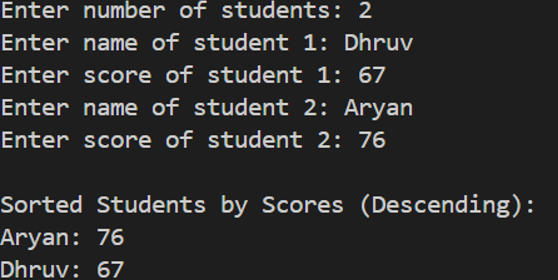 Enter number of students: 2
Enter name of student 1: Dhruv
Enter score of student 1: 67
Enter name of student 2: Aryan
Enter score of student 2: 76
Sorted Students by Scores (Descending):
Aryan: 76
Dhruv: 67